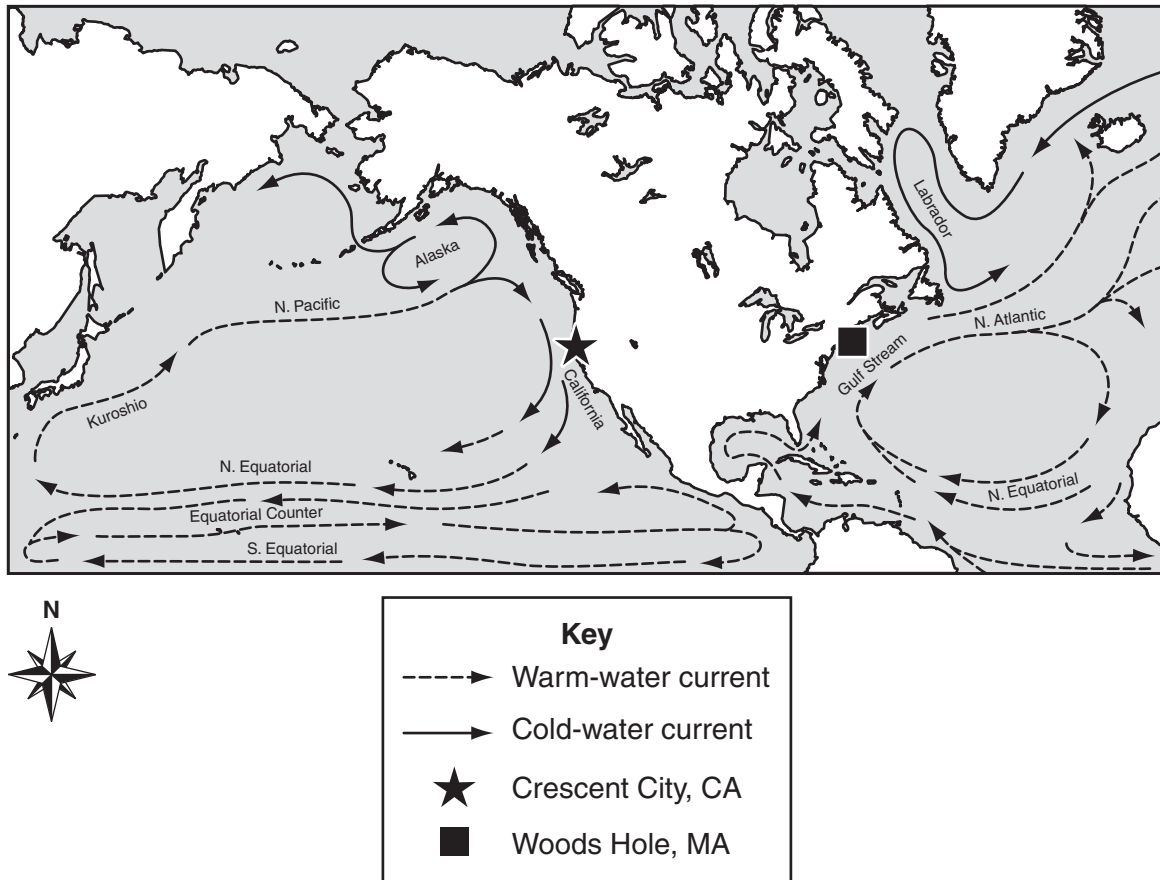 Labrador
Alaska
N. Pacific
N. Atlantic
Gulf Stream
California
Kuroshio
N. Equatorial
N. Equatorial
Equatorial Counter
S. Equatorial
N
Key
Warm-water current
Cold-water current
Crescent City, CA
Woods Hole, MA